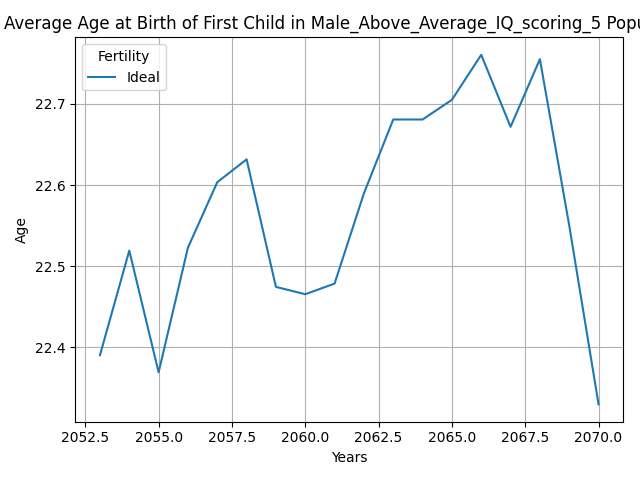 Average Age at Birth of First Child in Male_Above_Average_IQ_scoring_5
Fertility
Ideal
22.7
22.6
22.5
22.4
Age
2052.5 2055.0 2057.5 2060.0 2062.5 2065.0 2067.5 2070.0
Years